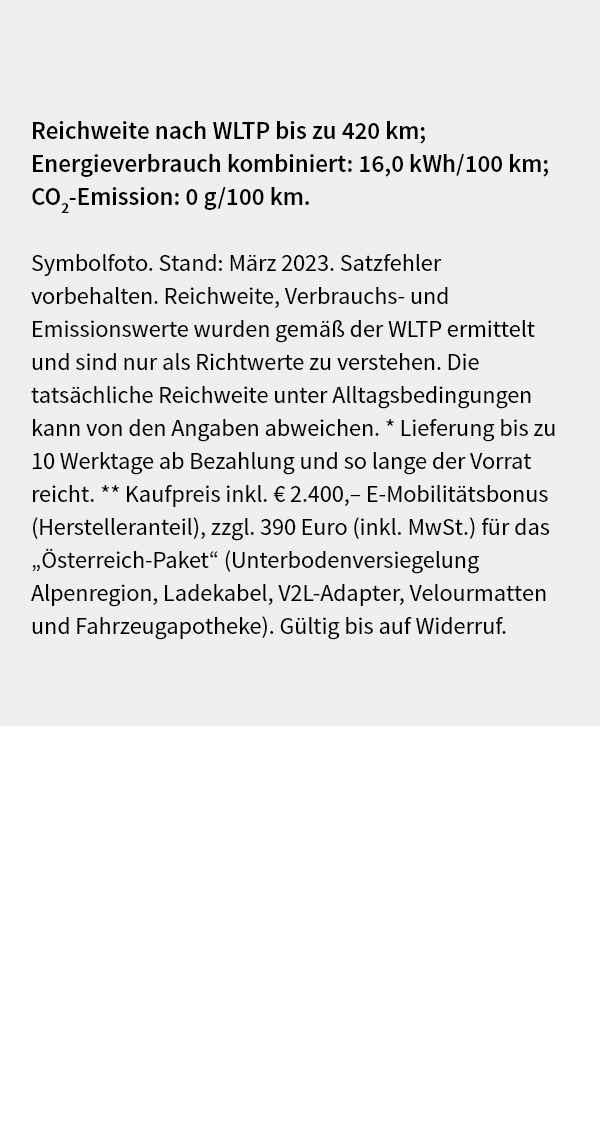 Reichweite nach WLTP bis zu 420 km;
Energieverbrauch kombiniert: 16,0 kWh/100 km;
CO₂-Emission: 0 g/100 km.
Symbolfoto. Stand: März 2023. Satzfehler
vorbehalten. Reichweite, Verbrauchs- und
Emissionswerte wurden gemäß der WLTP ermittelt
und sind nur als Richtwerte zu verstehen. Die
tatsächliche Reichweite unter Alltagsbedingungen
kann von den Angaben abweichen. * Lieferung bis zu
10 Werktage ab Bezahlung und so lange der Vorrat
reicht. ** Kaufpreis inkl. € 2.400,– E-Mobilitätsbonus
(Herstelleranteil), zzgl. 390 Euro (inkl. MwSt.) für das
„Österreich-Paket“ (Unterbodenversiegelung
Alpenregion, Ladekabel, V2L-Adapter, Velourmatten
und Fahrzeugapotheke). Gültig bis auf Widerruf.